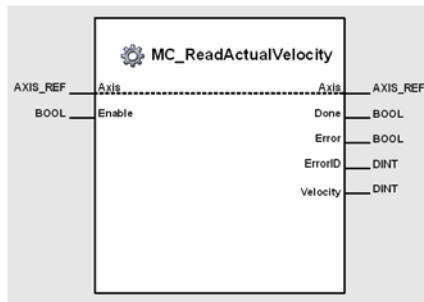 MC_ReadActualVelocity
AXIS_REF Axis Axis AXIS_REF
BOOL Enable Done BOOL
Error BOOL
ErrorID DINT
Velocity DINT